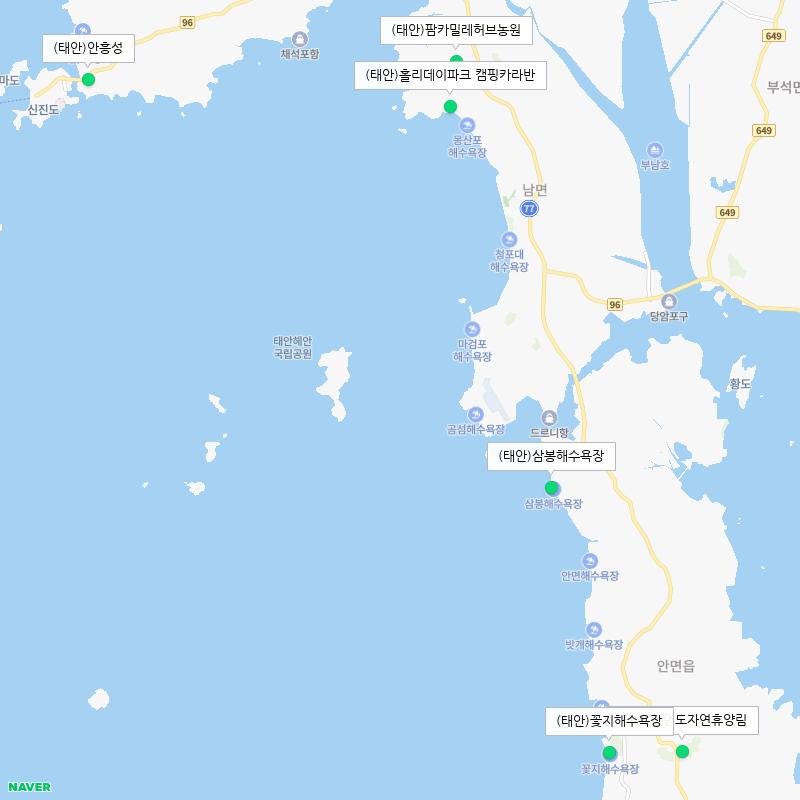 (태안)팜카밀레허브농원
(태안)안흥성
96
채석포항
649
(태안)홀리데이파크 캠핑카라반
마도
부석면
신진도
649
몽산포
해수욕장
부남호
남면
77
649
청포대
해수욕장
96
당암포구
마검포
해수욕장
태안해안
국립공원
황도
곰섬해수욕장
드르니항
(태안)삼봉해수욕장
삼봉해수욕장
안면해수욕장
밧개해수욕장
안면읍
(태안)꽃지해수욕장
도자연휴양림
꽃지해수욕장
NAVER